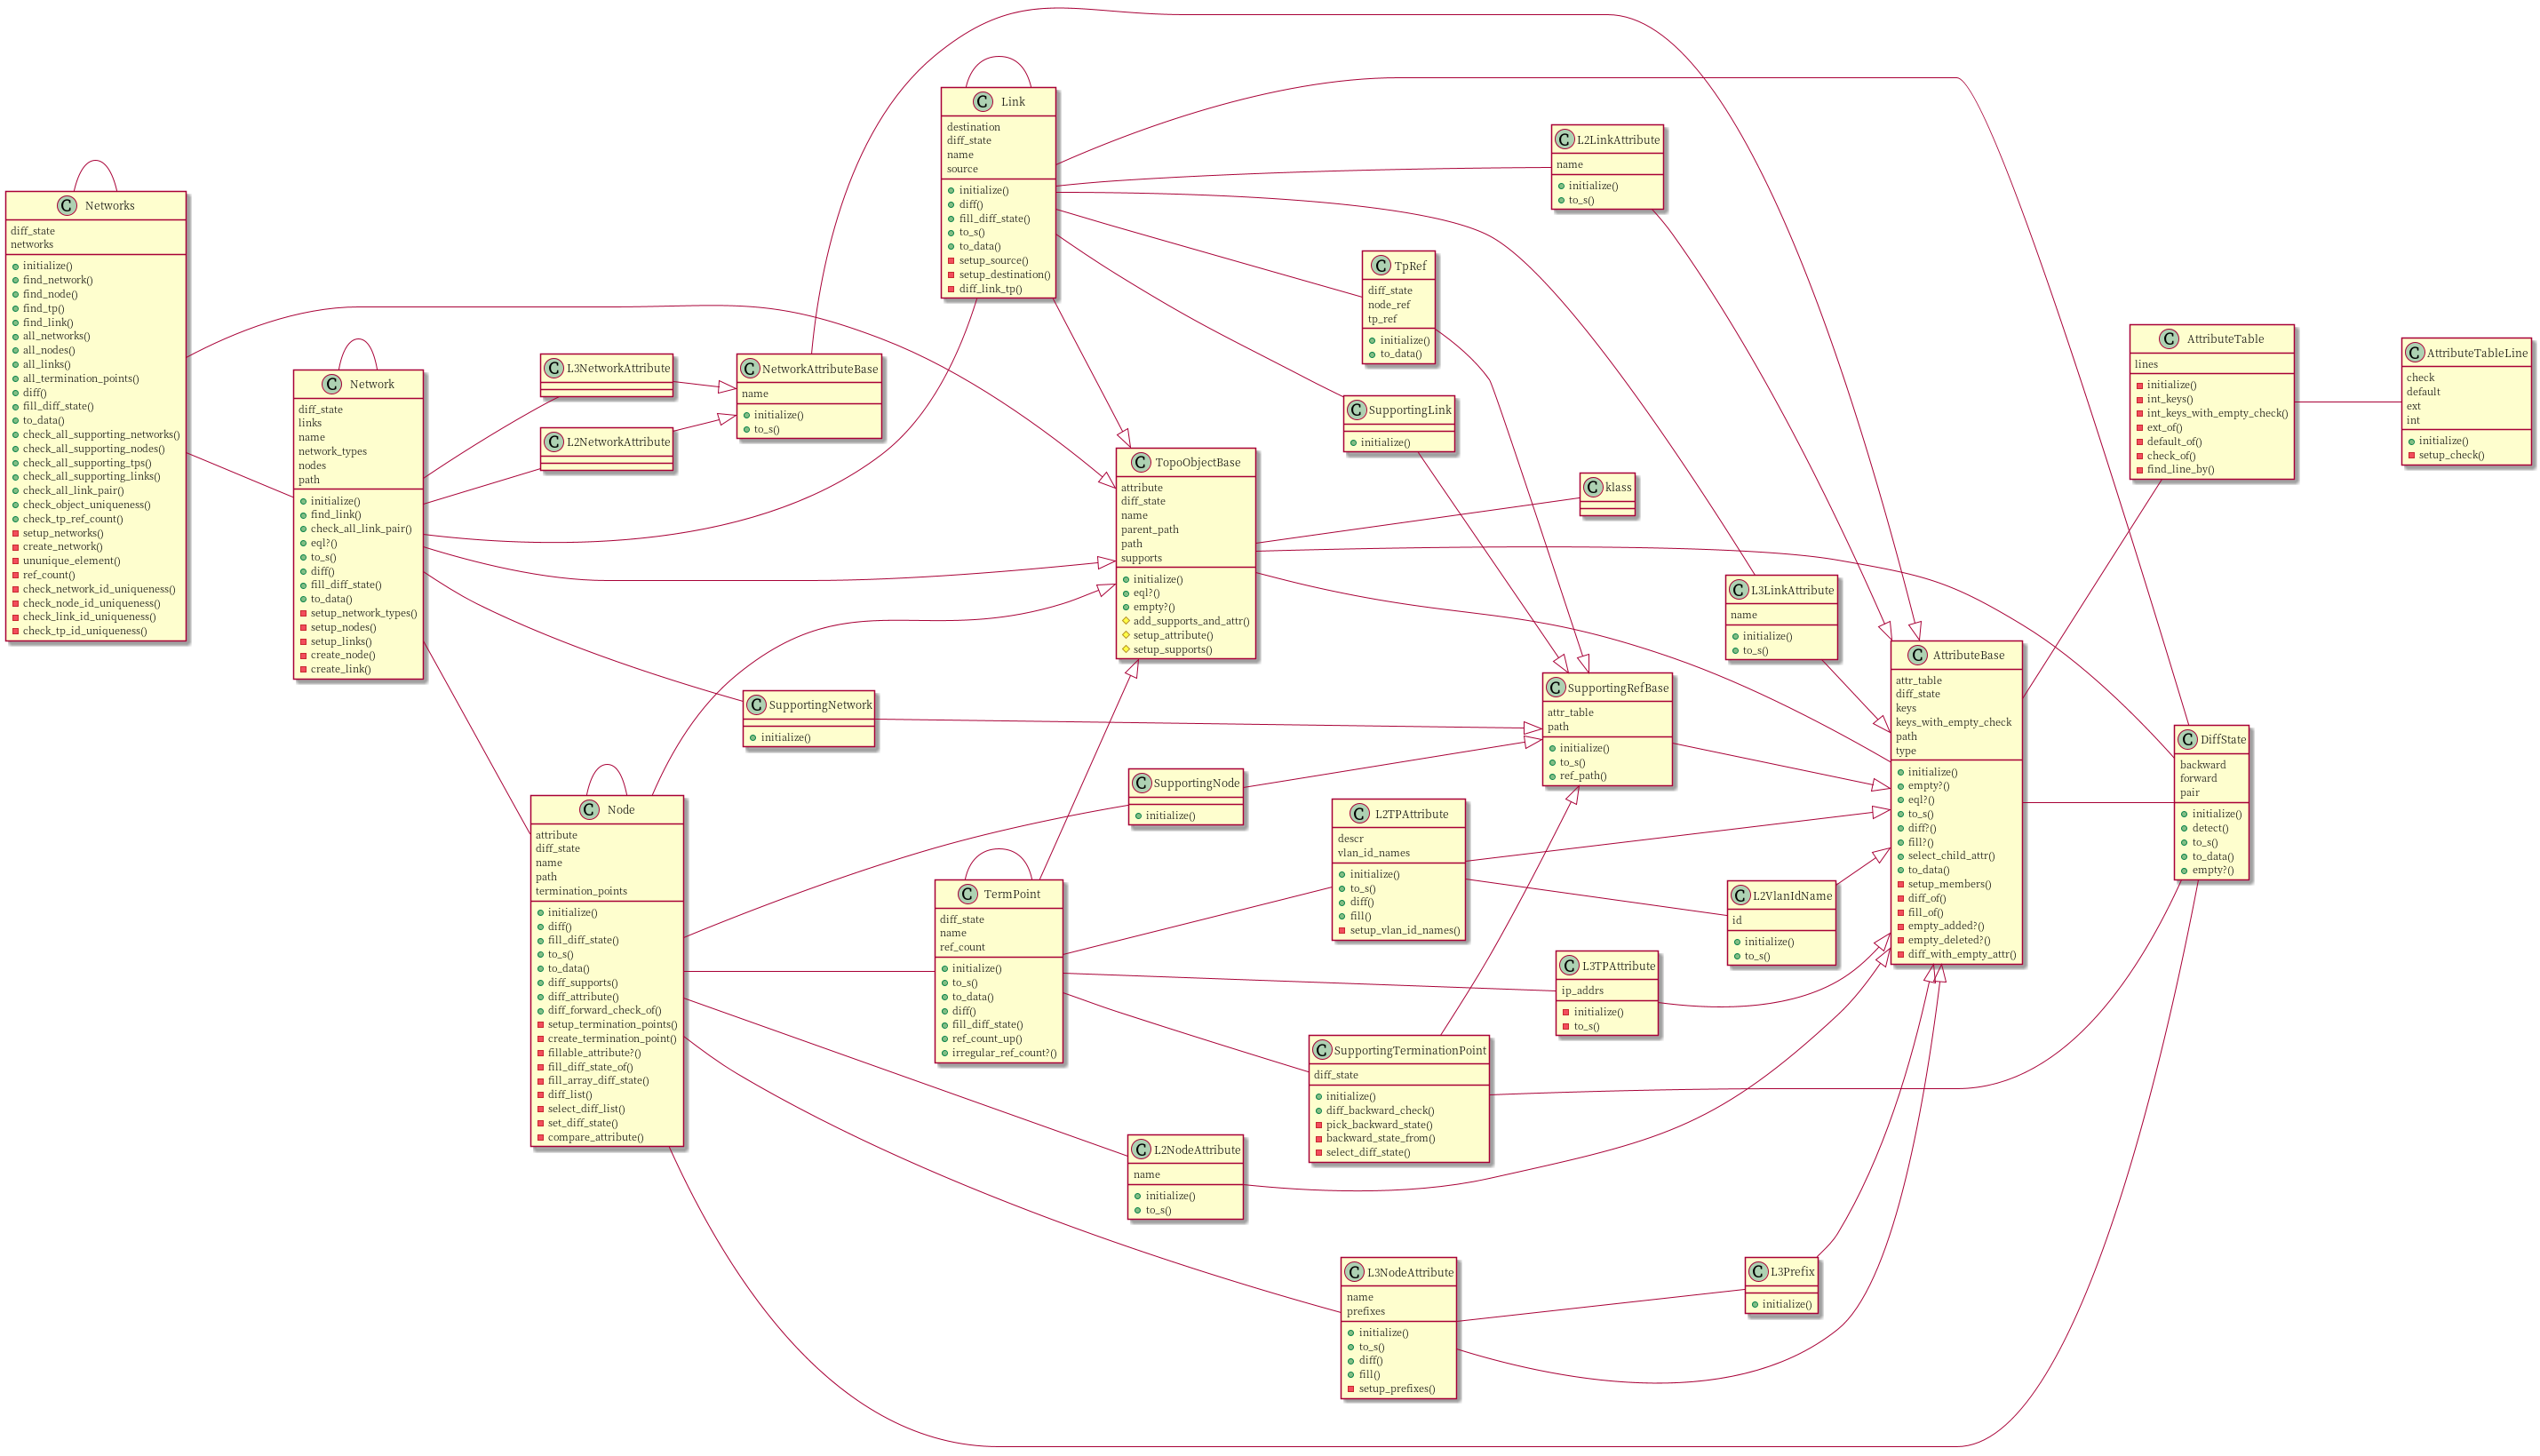 C Networks
diff_state
networks
initialize()
find_network()
find_node()
find_tp()
find_link()
all_networks()
all_nodes()
all_links()
all_termination_points()
diff()
fill_diff_state()
to_data()
check_all_supporting_networks()
check_all_supporting_nodes()
check_all_supporting_tps()
check_all_supporting_links()
check_all_link_pair()
check_object_uniqueness()
check_tp_ref_count()
setup_networks()
create_network()
ununique_element()
ref_count()
check_network_id_uniqueness()
check_node_id_uniqueness()
check_link_id_uniqueness()
check_tp_id_uniqueness()
C Network
diff_state
links
name
network_types
nodes
path
initialize()
find_link()
check_all_link_pair()
eql?()
to_s()
diff()
fill_diff_state()
to_data()
setup_network_types()
setup_nodes()
setup_links()
create_node()
create_link()
C L3NetworkAttribute
C L2NetworkAttribute
C NetworkAttributeBase
name
initialize()
to_s()
C Link
destination
diff_state
name
source
initialize()
diff()
fill_diff_state()
to_s()
to_data()
setup_source()
setup_destination()
diff_link_tp()
C TopoObjectBase
attribute
diff_state
name
parent_path
path
supports
initialize()
eql?()
empty?()
add_supports_and_attr()
setup_attribute()
setup_supports()
C SupportingNetwork
initialize()
C Node
attribute
diff_state
name
path
termination_points
initialize()
diff()
fill_diff_state()
to_s()
to_data()
diff_supports()
diff_attribute()
diff_forward_check_of()
setup_termination_points()
create_termination_point()
fillable_attribute?()
fill_diff_state_of()
fill_array_diff_state()
diff_list()
select_diff_list()
set_diff_state()
compare_attribute()
C SupportingNode
initialize()
C TermPoint
diff_state
name
ref_count
initialize()
to_s()
to_data()
diff()
fill_diff_state()
ref_count_up()
irregular_ref_count?()
C L2NodeAttribute
name
initialize()
to_s()
C L2LinkAttribute
name
initialize()
to_s()
C TpRef
diff_state
node_ref
tp_ref
initialize()
to_data()
C SupportingLink
initialize()
C klass
C SupportingRefBase
attr_table
path
initialize()
to_s()
ref_path()
C L2TPAttribute
descr
vlan_id_names
initialize()
to_s()
diff()
fill()
setup_vlan_id_names()
C L3TPAttribute
ip_addrs
initialize()
to_s()
C SupportingTerminationPoint
diff_state
initialize()
diff_backward_check()
pick_backward_state()
backward_state_from()
select_diff_state()
C L3NodeAttribute
name
prefixes
initialize()
to_s()
diff()
fill()
setup_prefixes()
C L3LinkAttribute
name
initialize()
to_s()
C L2VlanIdName
id
initialize()
to_s()
C L3Prefix
initialize()
C AttributeBase
attr_table
diff_state
keys
keys_with_empty_check
path
type
initialize()
empty?()
eql?()
to_s()
diff?()
fill?()
select_child_attr()
to_data()
setup_members()
diff_of()
fill_of()
empty_added?()
empty_deleted?()
diff_with_empty_attr()
C AttributeTable
lines
initialize()
int_keys()
int_keys_with_empty_check()
ext_of()
default_of()
check_of()
find_line_by()
C AttributeTableLine
check
default
ext
int
initialize()
setup_check()
C DiffState
backward
forward
pair
initialize()
detect()
to_s()
to_data()
empty?()